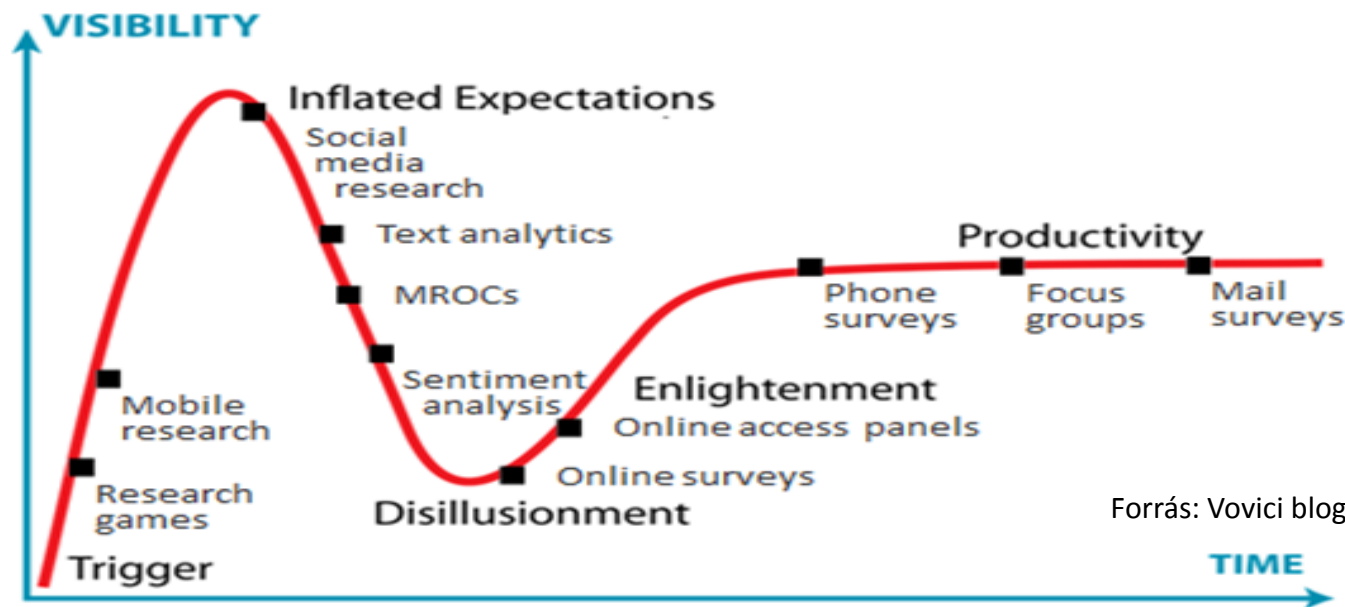 VISIBILITY
Inflated Expectations
Social
media
research
Text analytics
MROCs
Sentiment
analysis
Mobile
research
Research
games
Trigger
Disillusionment
Online surveys
Online access panels
Enlightenment
Productivity
Phone
surveys
Focus
groups
Mail
surveys
Forrás: Vovici blog
TIME